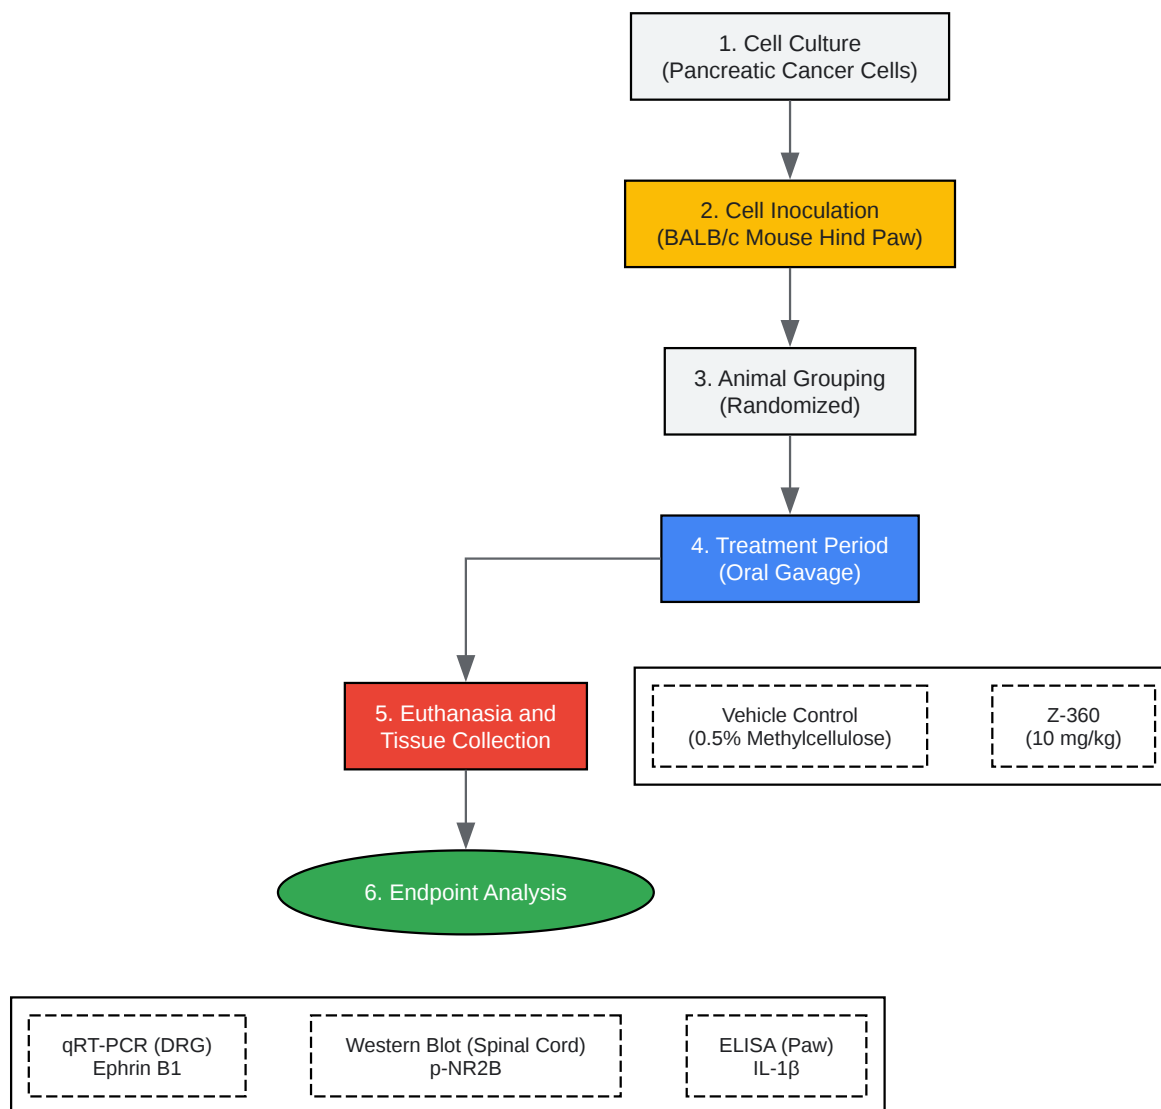 1. Cell Culture
(Pancreatic Cancer Cells)
2. Cell Inoculation
(BALB/c Mouse Hind Paw)
3. Animal Grouping
(Randomized)
4. Treatment Period
(Oral Gavage)
5. Euthanasia and
Tissue Collection
Vehicle Control
(0.5% Methylcellulose)
Z-360
(10 mg/kg)
6. Endpoint Analysis
qRT-PCR (DRG)
Ephrin B1
Western Blot (Spinal Cord)
p-NR2B
ELISA (Paw)
IL-1β